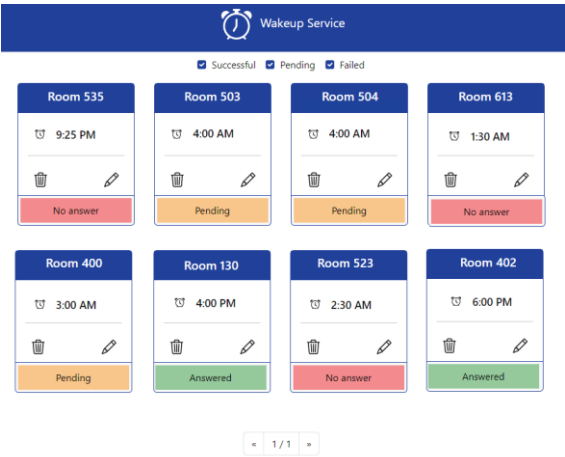 Wakeup Service
Successful Pending Failed
Room 535 Room 503 Room 504 Room 613
9:25 PM 4:00 AM 4:00 AM 1:30 AM
No answer Pending Pending No answer
Room 400 Room 130 Room 523 Room 402
3:00 AM 4:00 PM 2:30 AM 6:00 PM
Pending Answered No answer Answered
« 1 / 1 »